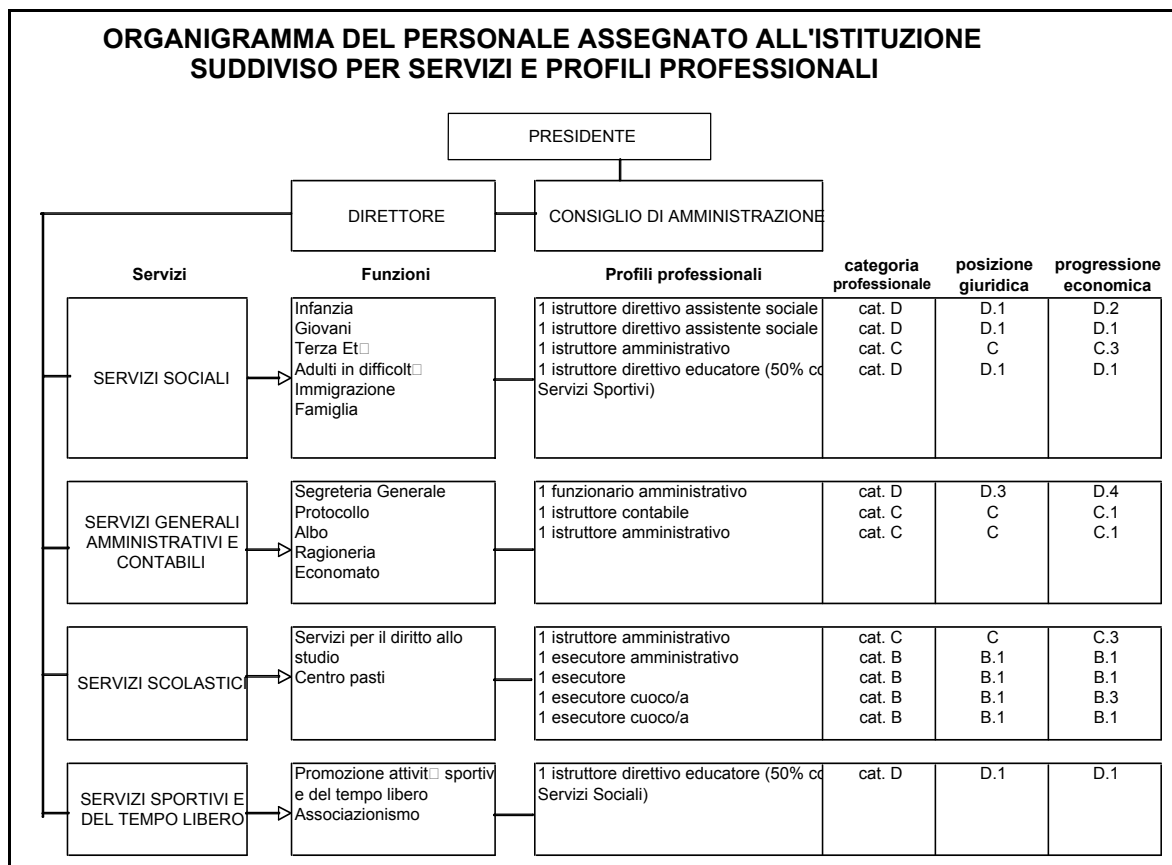 ORGANIGRAMMA DEL PERSONALE ASSEGNATO ALL'ISTITUZIONE
SUDDIVISO PER SERVIZI E PROFILI PROFESSIONALI
PRESIDENTE
DIRETTORE
CONSIGLIO DI AMMINISTRAZIONE
Servizi
Funzioni
Profili professionali
categoria
professionale
posizione
giuridica
progressione
economica
SERVIZI SOCIALI
Infanzia
Giovani
Terza Et□
Adulti in difficolt□
Immigrazione
Famiglia
1 istruttore direttivo assistente sociale cat. D D.1 D.2
1 istruttore direttivo assistente sociale cat. D D.1 D.1
1 istruttore amministrativo cat. C C C.3
1 istruttore direttivo educatore (50% co cat. D D.1 D.1
Servizi Sportivi)
SERVIZI GENERALI
AMMINISTRATIVI E
CONTABILI
Segreteria Generale
Protocollo
Albo
Ragioneria
Economato
1 funzionario amministrativo cat. D D.3 D.4
1 istruttore contabile cat. C C C.1
1 istruttore amministrativo cat. C C C.1
SERVIZI SCOLASTICI
Servizi per il diritto allo
studio
Centro pasti
1 istruttore amministrativo cat. C C C.3
1 esecutore amministrativo cat. B B.1 B.1
1 esecutore cat. B B.1 B.1
1 esecutore cuoco/a cat. B B.1 B.3
1 esecutore cuoco/a cat. B B.1 B.1
SERVIZI SPORTIVI E
DEL TEMPO LIBERO
Promozione attivit□ sportiv
e del tempo libero
Associazionismo
1 istruttore direttivo educatore (50% co cat. D D.1 D.1
Servizi Sociali)